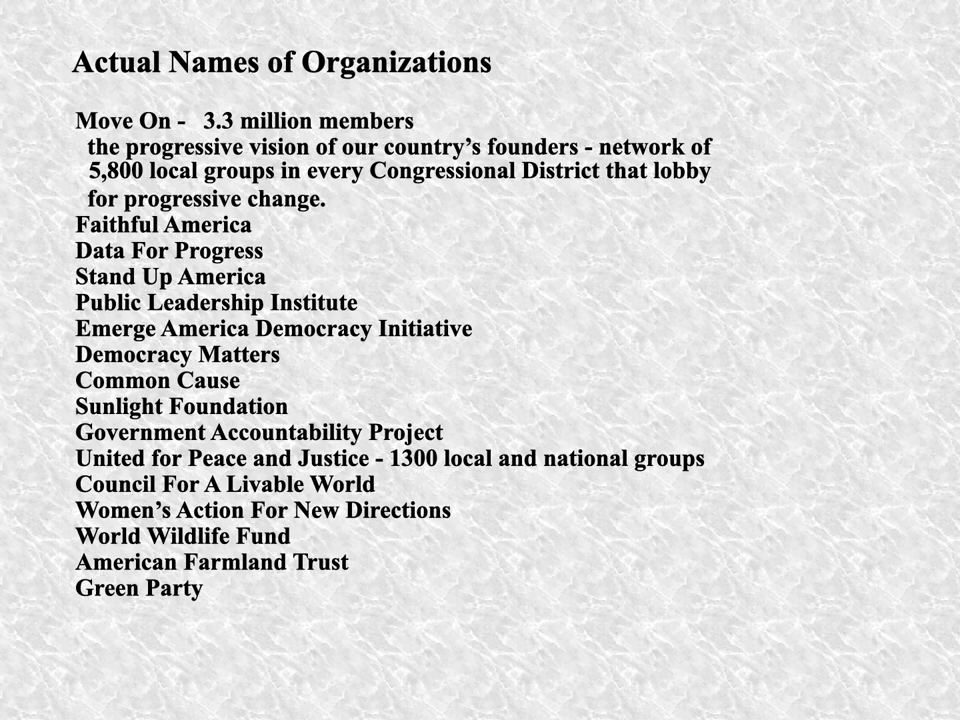 Actual Names of Organizations
Move On - 3.3 million members
the progressive vision of our country’s founders - network of
5,800 local groups in every Congressional District that lobby
for progressive change.
Faithful America
Data For Progress
Stand Up America
Public Leadership Institute
Emerge America Democracy Initiative
Democracy Matters
Common Cause
Sunlight Foundation
Government Accountability Project
United for Peace and Justice - 1300 local and national groups
Council For A Livable World
Women’s Action For New Directions
World Wildlife Fund
American Farmland Trust
Green Party